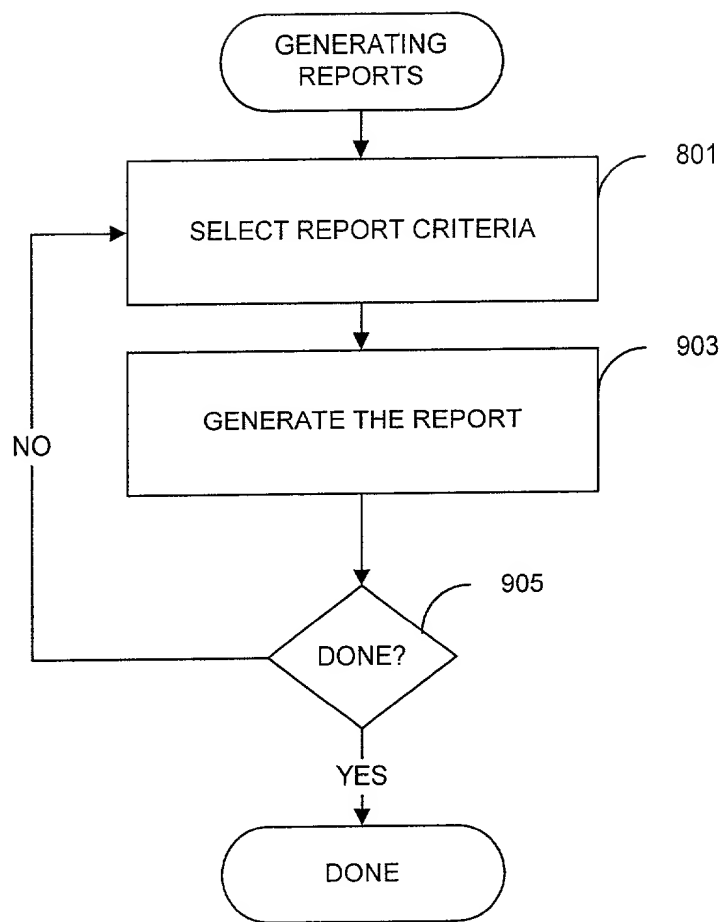 GENERATING
REPORTS
801
SELECT REPORT CRITERIA
903
GENERATE THE REPORT
NO
905
DONE?
YES
DONE